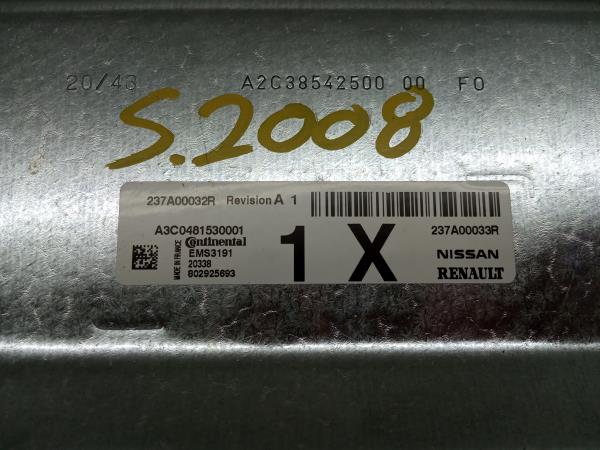 20/43 A2C38542500 00 F0
S.2008
237A00032R Revision A 1
A3C0481530001 237A00033R
MADE IN FRANCE Continental 1 X
EMS3191 NISSAN
20338 RENAULT
802925693